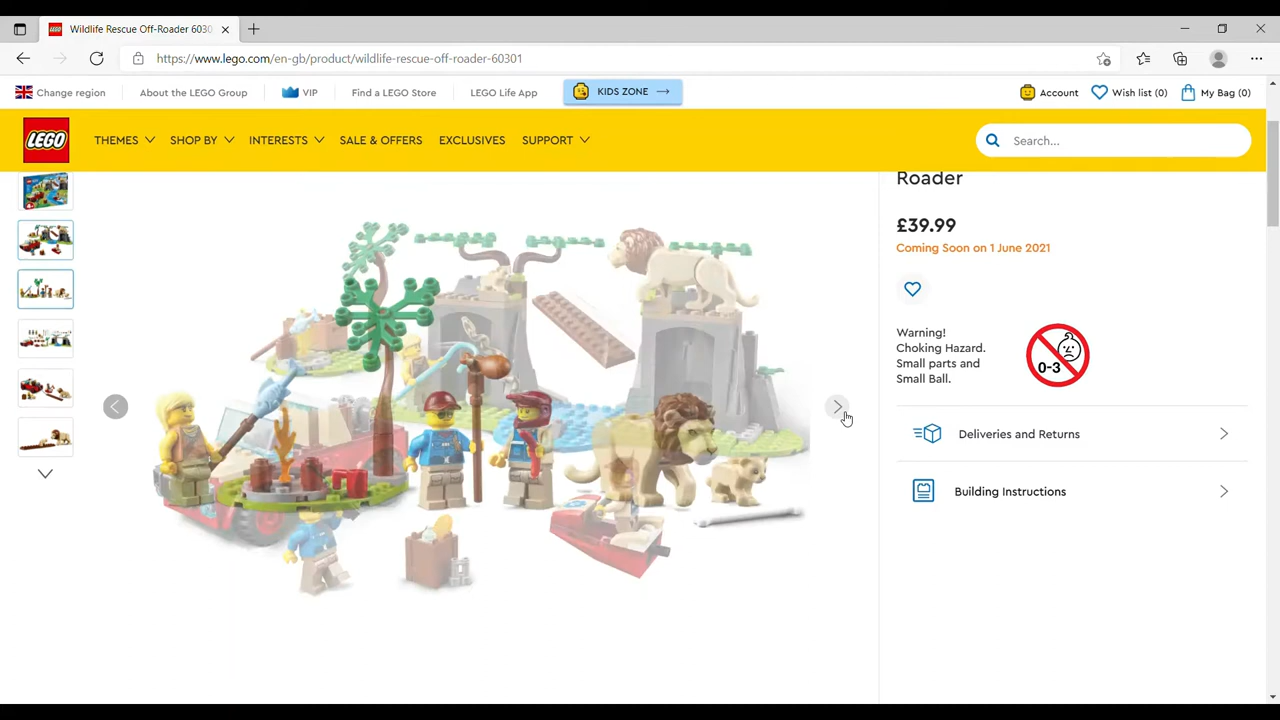 Wildlife Rescue Off-Roader 6030
https://www.lego.com/en-gb/product/wildlife-rescue-off-roader-60301
Change region
About the LEGO Group
VIP
Find a LEGO Store
LEGO Life App
KIDS ZONE
Account
Wish list (0)
My Bag (0)
LEGO
THEMES
SHOP BY
INTERESTS
SALE & OFFERS
EXCLUSIVES
SUPPORT
Search...
Roader
£39.99
Coming Soon on 1 June 2021
Warning!
Choking Hazard.
Small parts and
Small Ball.
0-3
Deliveries and Returns
Building Instructions